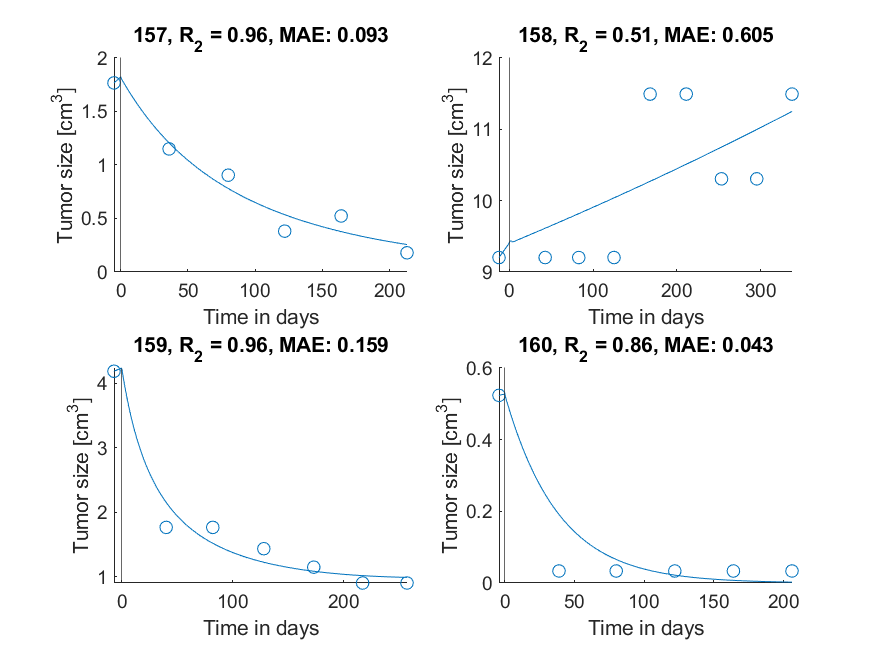 157, R₂ = 0.96, MAE: 0.093
2
1.5
1
0.5
0
Tumor size [cm³]
0 50 100 150 200
Time in days
158, R₂ = 0.51, MAE: 0.605
12
11
10
9
Tumor size [cm³]
0 100 200 300
Time in days
159, R₂ = 0.96, MAE: 0.159
4
3
2
1
Tumor size [cm³]
0 100 200
Time in days
160, R₂ = 0.86, MAE: 0.043
0.6
0.4
0.2
0
Tumor size [cm³]
0 50 100 150 200
Time in days